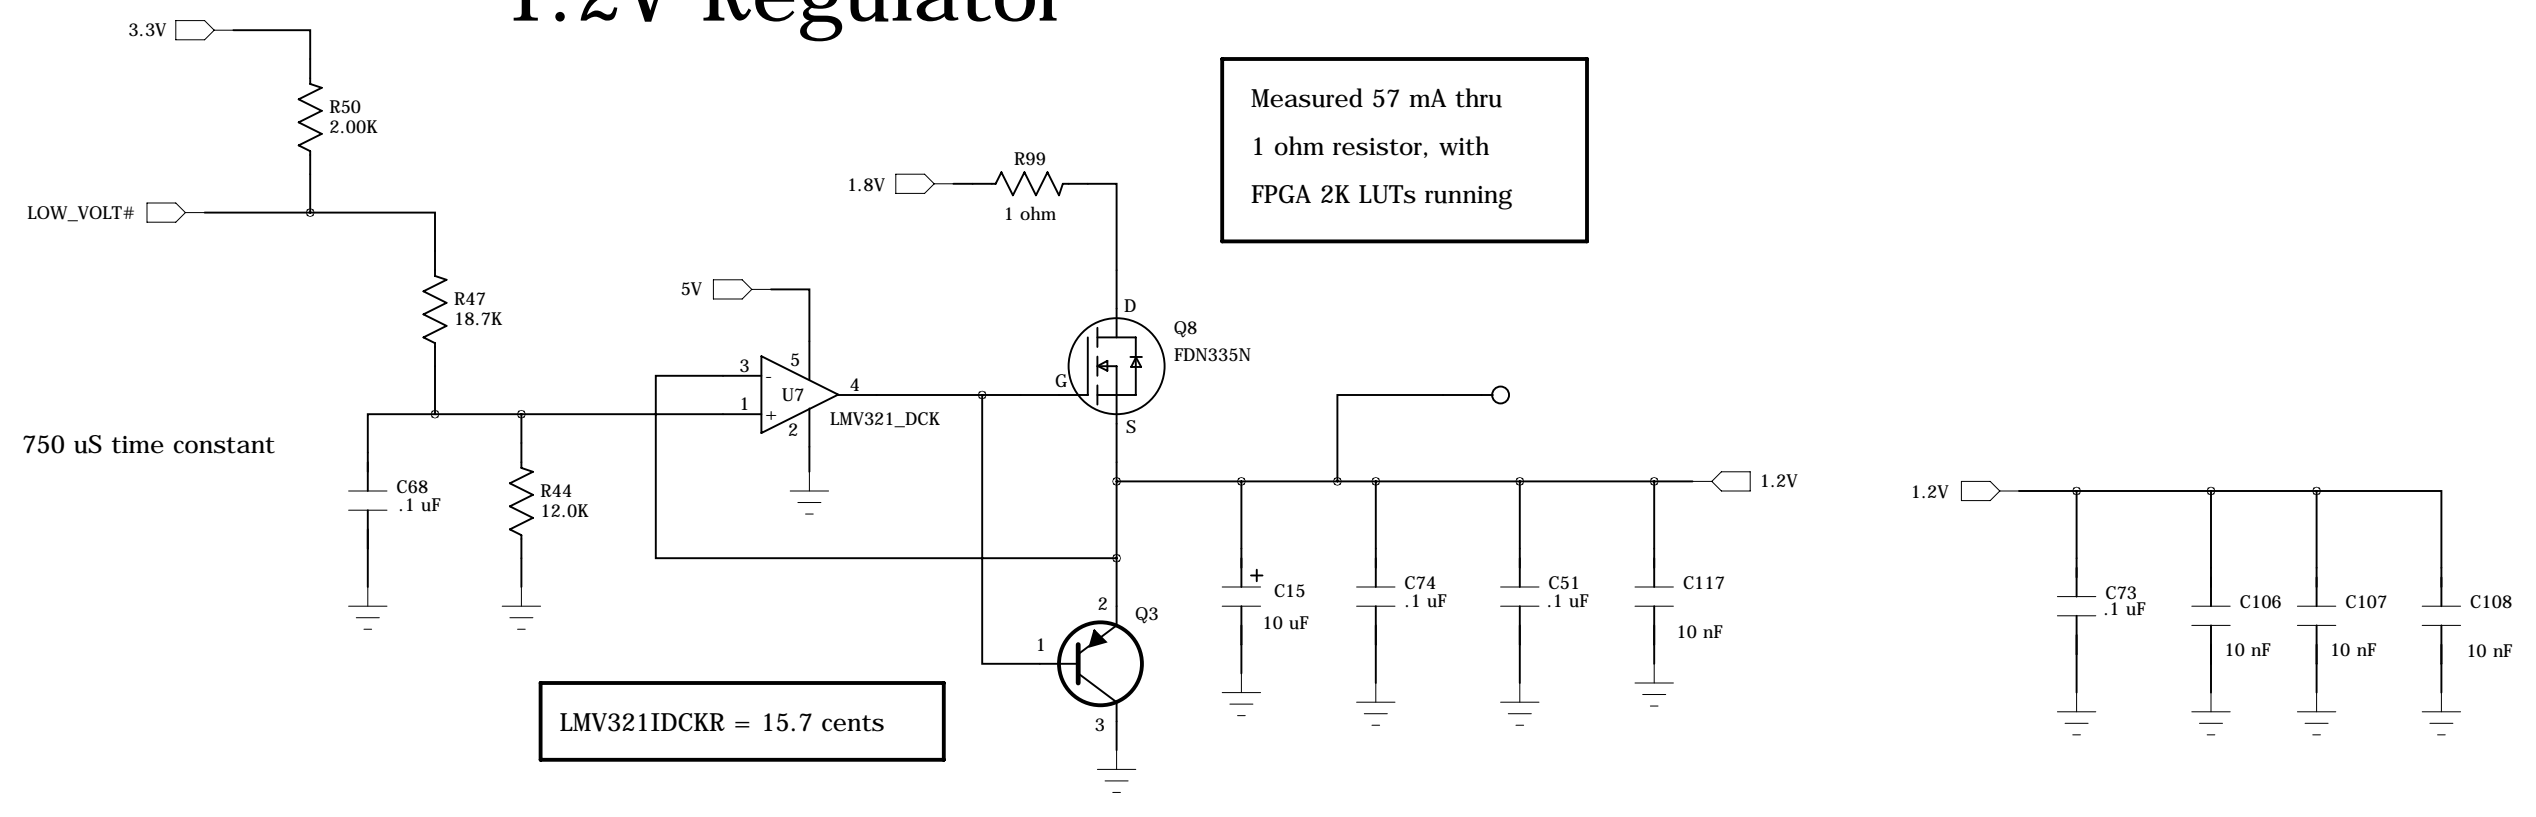 1.2V Regulator
3.3V
R50
2.00K
LOW_VOLT#
R47
18.7K
750 uS time constant
C68
.1 uF
R44
12.0K
5V
3
-
5
U7
1
+
2
4
LMV321_DCK
1.8V
R99
1 ohm
D
Q8
FDN335N
G
S
Measured 57 mA thru
1 ohm resistor, with
FPGA 2K LUTs running
1.2V
2
Q3
1
3
+
C15
10 uF
C74
.1 uF
C51
.1 uF
C117
10 nF
LMV321IDCKR = 15.7 cents
1.2V
C73
.1 uF
C106
10 nF
C107
10 nF
C108
10 nF